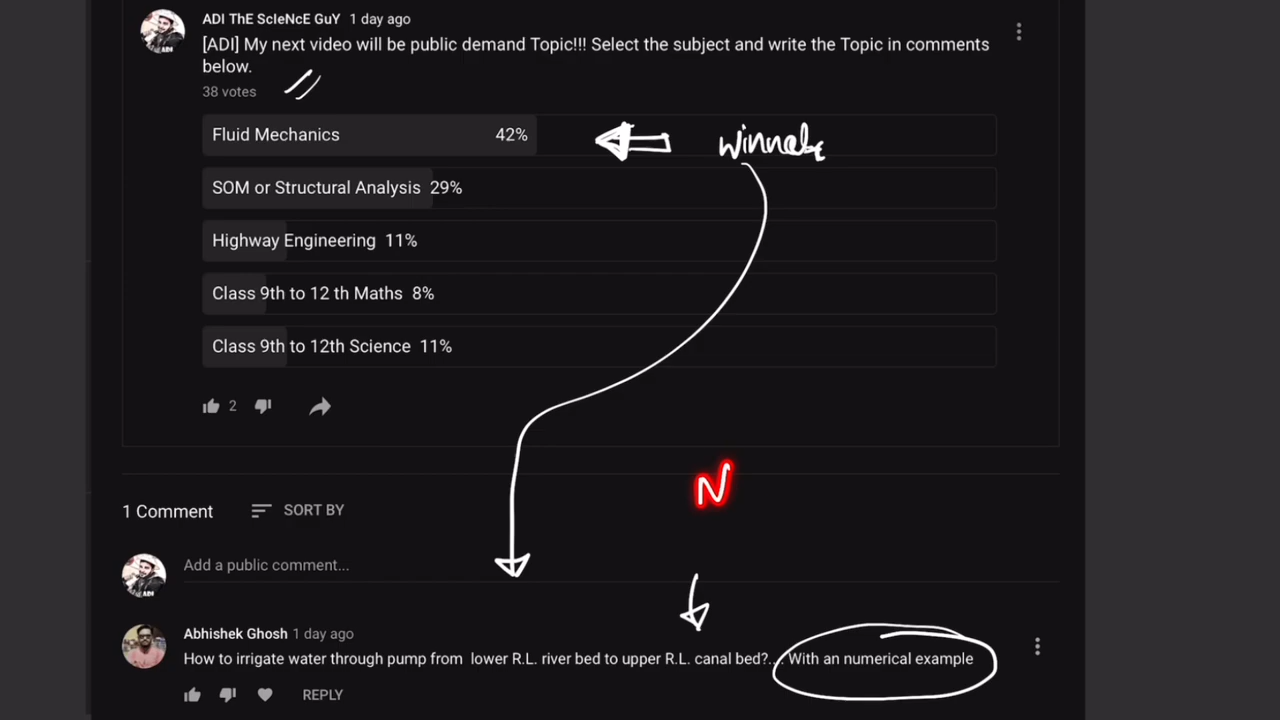 ADI ThE ScIeNcE GuY 1 day ago
[ADI] My next video will be public demand Topic!!! Select the subject and write the Topic in comments
below.
38 votes
Fluid Mechanics 42%
SOM or Structural Analysis 29%
Highway Engineering 11%
Class 9th to 12 th Maths 8%
Class 9th to 12th Science 11%
2
N
1 Comment SORT BY
Add a public comment...
Abhishek Ghosh 1 day ago
How to irrigate water through pump from lower R.L. river bed to upper R.L. canal bed?... With an numerical example
REPLY